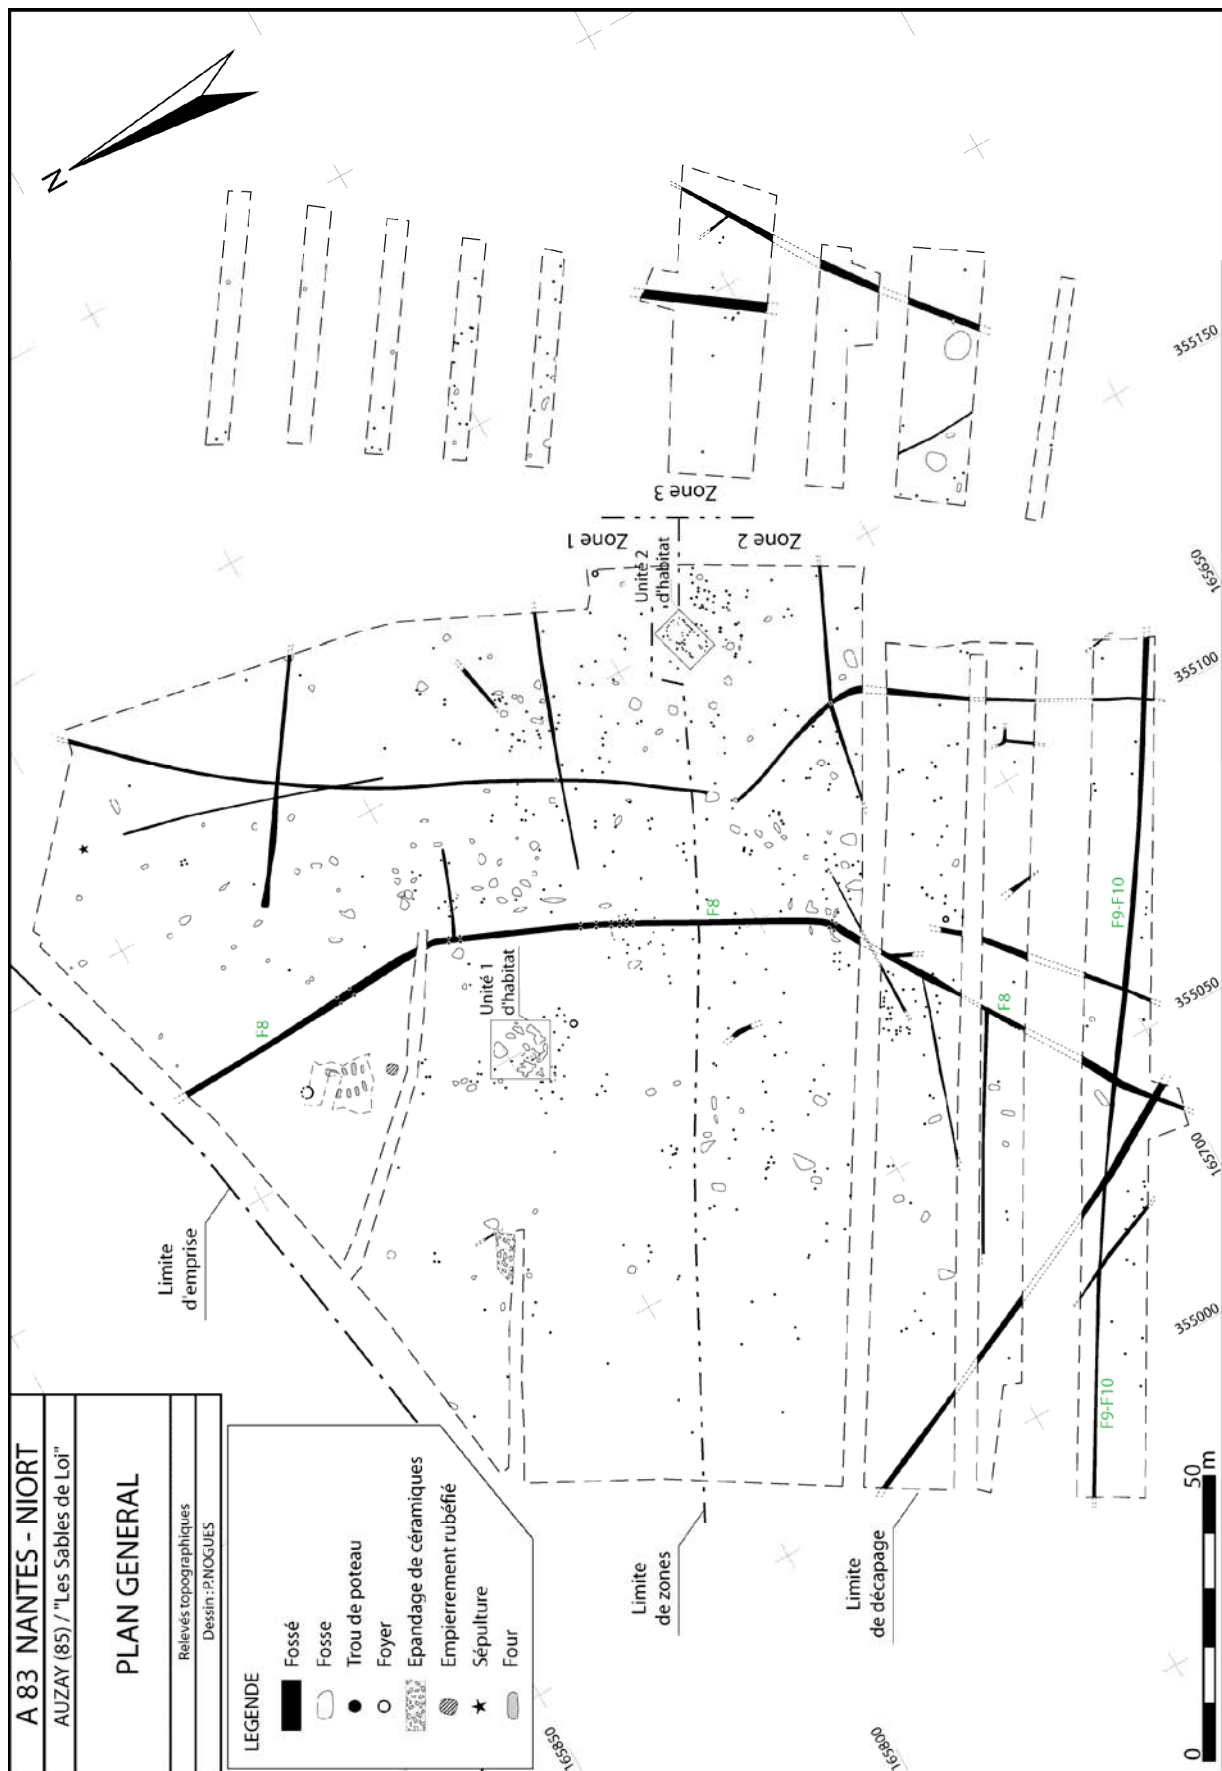 A 83 NANTES - NIORT
AUZAY (85) / "Les Sables de Loi"
PLAN GENERAL
Relevés topographiques
Dessin : P.NOGUES
LEGENDE
Fossé
Fosse
Trou de poteau
Foyer
Epandage de céramiques
Empierrement rubéfié
Sépulture
Four
N
Limite
d'emprise
Limite
de zones
Limite
de décapage
Unité 1
d'habitat
Unité 2
d'habitat
Zone 1
Zone 2
Zone 3
F8
F8
F8
F9-F10
F9-F10
165850
165800
165700
165650
355000
355050
355100
355150
0
50 m